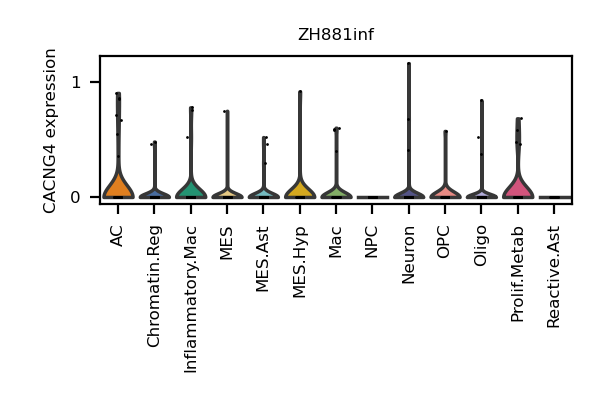 ZH881inf
CACNG4 expression
1
0
AC
Chromatin.Reg
Inflammatory.Mac
MES
MES.Ast
MES.Hyp
Mac
NPC
Neuron
OPC
Oligo
Prolif.Metab
Reactive.Ast